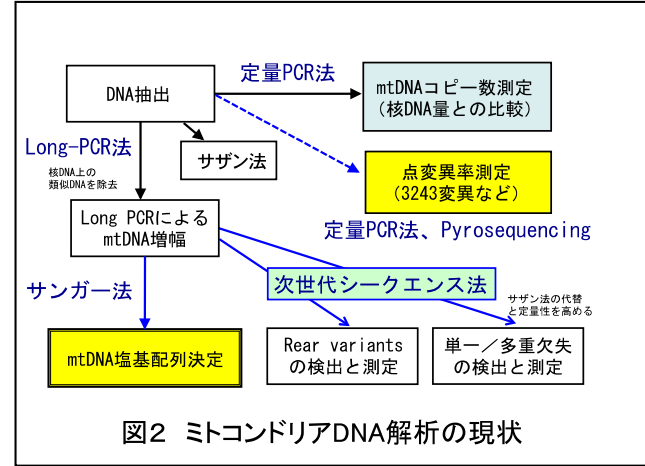 定量PCR法
DNA抽出
mtDNAコピー数測定
（核DNA量との比較）
Long-PCR法
核DNA上の
類似DNAを除去
サザン法
点変異率測定
（3243変異など）
Long PCRによる
mtDNA増幅
定量PCR法、Pyrosequencing
サンガー法
次世代シークエンス法
サザン法の代替
と定量性を高める
mtDNA塩基配列決定
Rear variants
の検出と測定
単一／多重欠失
の検出と測定
図2 ミトコンドリアDNA解析の現状